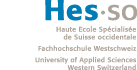 Hes·so
Haute Ecole Spécialisée
de Suisse occidentale
Fachhochschule Westschweiz
University of Applied Sciences
Western Switzerland